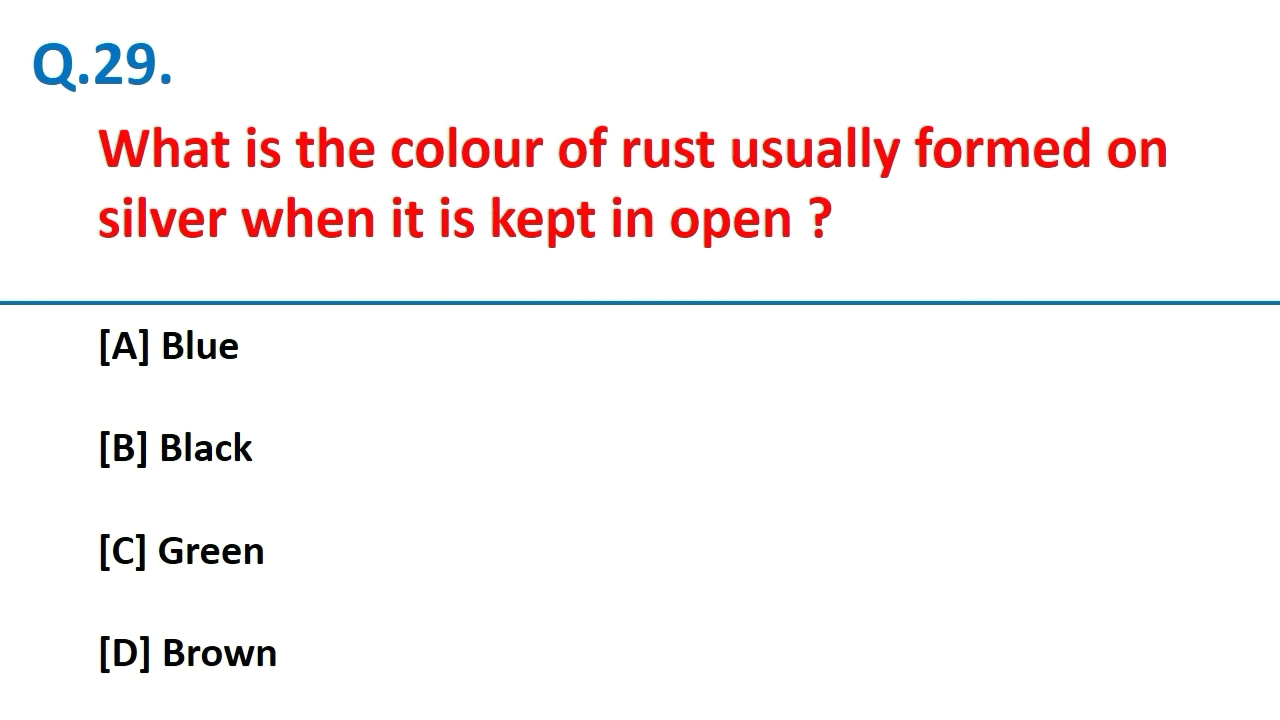 Q.29.
What is the colour of rust usually formed on
silver when it is kept in open ?
[A] Blue
[B] Black
[C] Green
[D] Brown